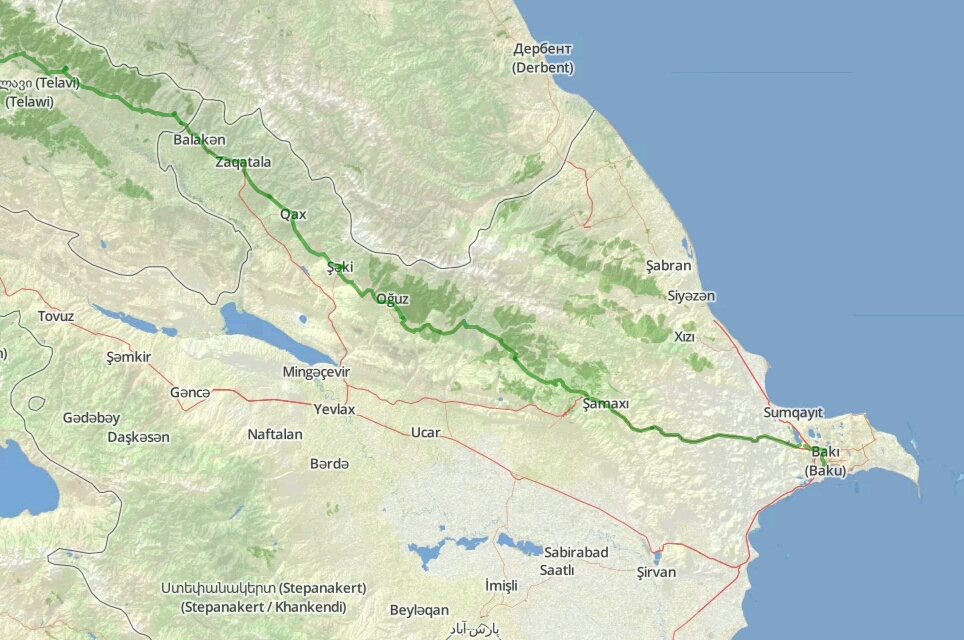 Дербент
(Derbent)
(Telavi)
(Telawi)
Balakən
Zaqatala
Qax
Şəki
Oğuz
Şabran
Siyəzən
Xızı
Tovuz
Şəmkir
Mingəçevir
Gəncə
Yevlax
Şamaxı
Sumqayıt
Gədəbəy
Daşkəsən
Naftalan
Ucar
Bakı
(Baku)
Bərdə
Sabirabad
Saatlı
Şirvan
İmişli
Ստեփանակերտ (Stepanakert)
(Stepanakert / Khankendi)
Beyləqan
پارس‌آباد